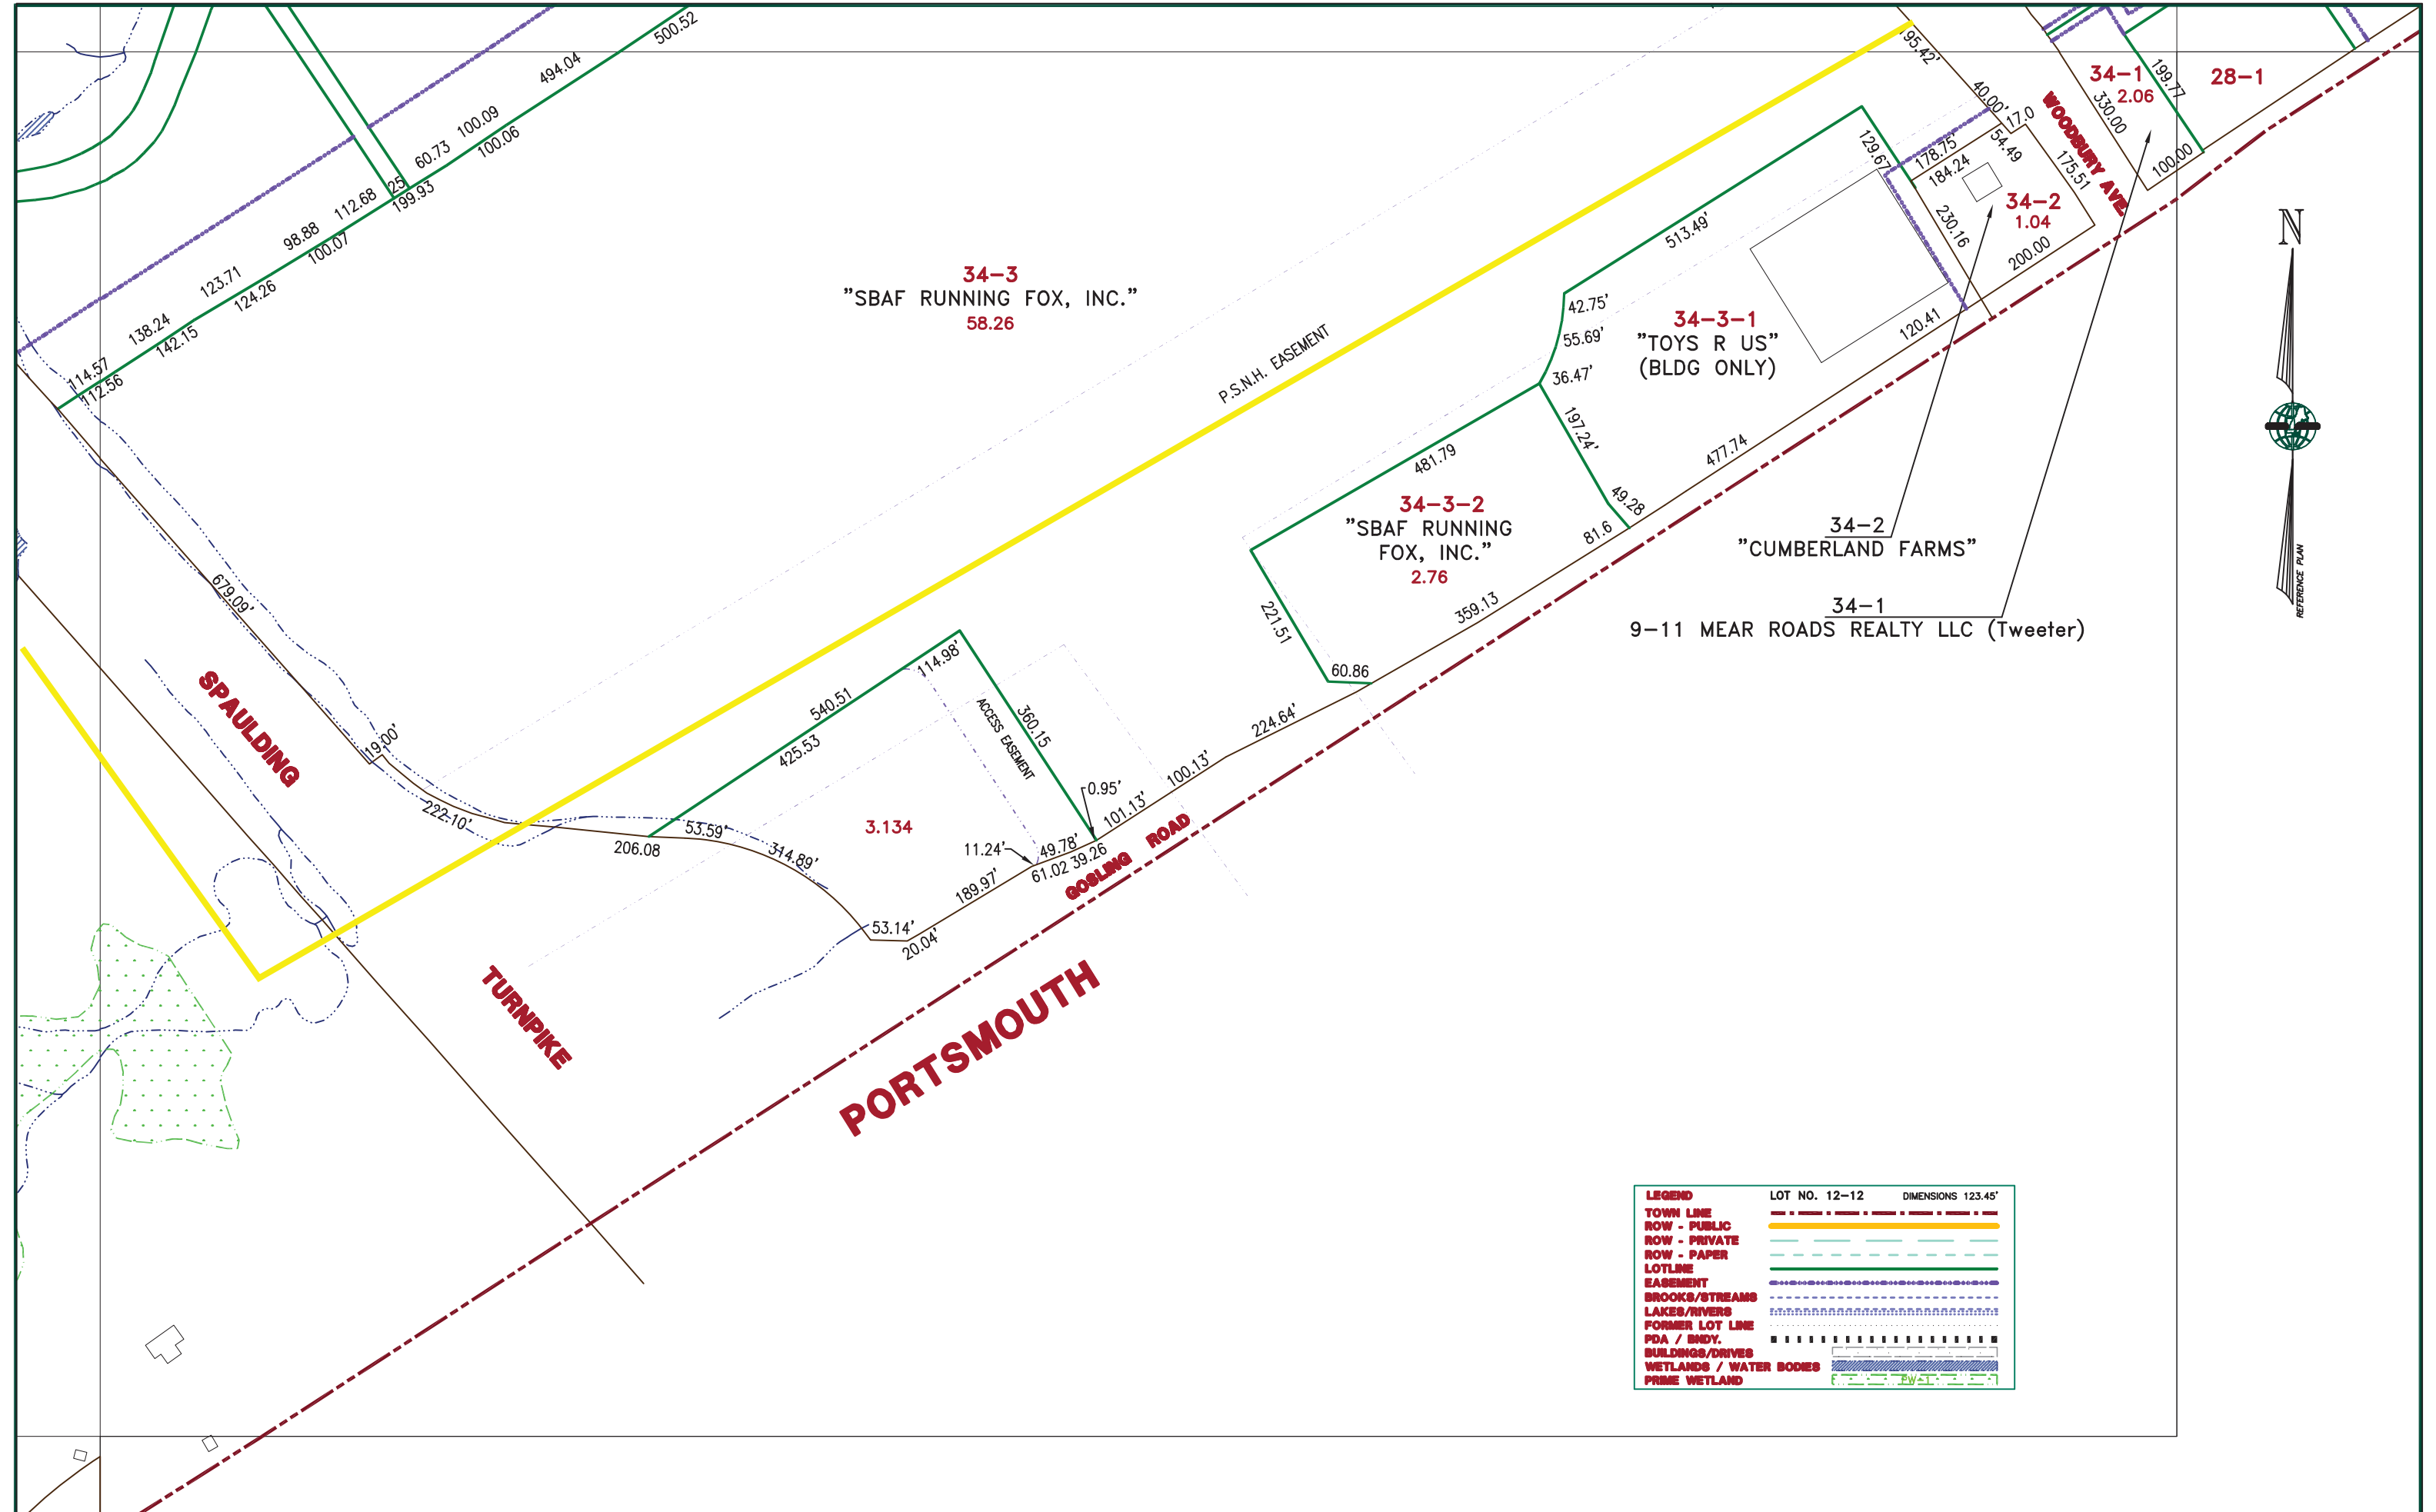 500.52
494.04
100.09
60.73
100.06
25
199.93
112.68
98.88
100.07
123.71
124.26
138.24
142.15
114.57
112.56
34-3
"SBAF RUNNING FOX, INC."
58.26
P.S.N.H. EASEMENT
195.42'
40.00'
17.0
54.49
175.51
178.75
184.24
129.67
230.16
34-2
1.04
200.00
WOODBURY AVE.
34-1
2.06
330.00
199.77
100.00
28-1
513.49'
42.75'
55.69'
36.47'
34-3-1
"TOYS R US"
(BLDG ONLY)
120.41
477.74
197.24'
49.28
81.6
481.79
34-3-2
"SBAF RUNNING
FOX, INC."
2.76
221.51
60.86
359.13
224.64'
100.13'
101.13'
34-2
"CUMBERLAND FARMS"
34-1
9-11 MEAR ROADS REALTY LLC (Tweeter)
N
REFERENCE PLAN
679.09'
19.00'
222.10'
SPAULDING
TURNPIKE
540.51
114.98'
425.53
360.15
ACCESS EASEMENT
0.95'
53.59'
206.08
314.89'
3.134
11.24'
49.78'
61.02
39.26
189.97'
53.14'
20.04'
GOSLING ROAD
PORTSMOUTH
LEGEND LOT NO. 12-12 DIMENSIONS 123.45'
TOWN LINE
ROW - PUBLIC
ROW - PRIVATE
ROW - PAPER
LOTLINE
EASEMENT
BROOKS/STREAMS
LAKES/RIVERS
FORMER LOT LINE
PDA / BNDY.
BUILDINGS/DRIVES
WETLANDS / WATER BODIES
PRIME WETLAND PW-1